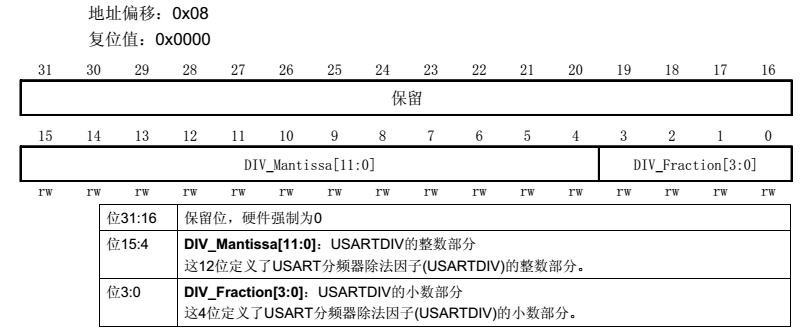 地址偏移：0x08
复位值：0x0000
31 30 29 28 27 26 25 24 23 22 21 20 19 18 17 16
保留
15 14 13 12 11 10 9 8 7 6 5 4 3 2 1 0
DIV_Mantissa[11:0] DIV_Fraction[3:0]
rw rw rw rw rw rw rw rw rw rw rw rw rw rw rw rw
位31:16 保留位，硬件强制为0
位15:4 DIV_Mantissa[11:0]：USARTDIV的整数部分
这12位定义了USART分频器除法因子(USARTDIV)的整数部分。
位3:0 DIV_Fraction[3:0]：USARTDIV的小数部分
这4位定义了USART分频器除法因子(USARTDIV)的小数部分。